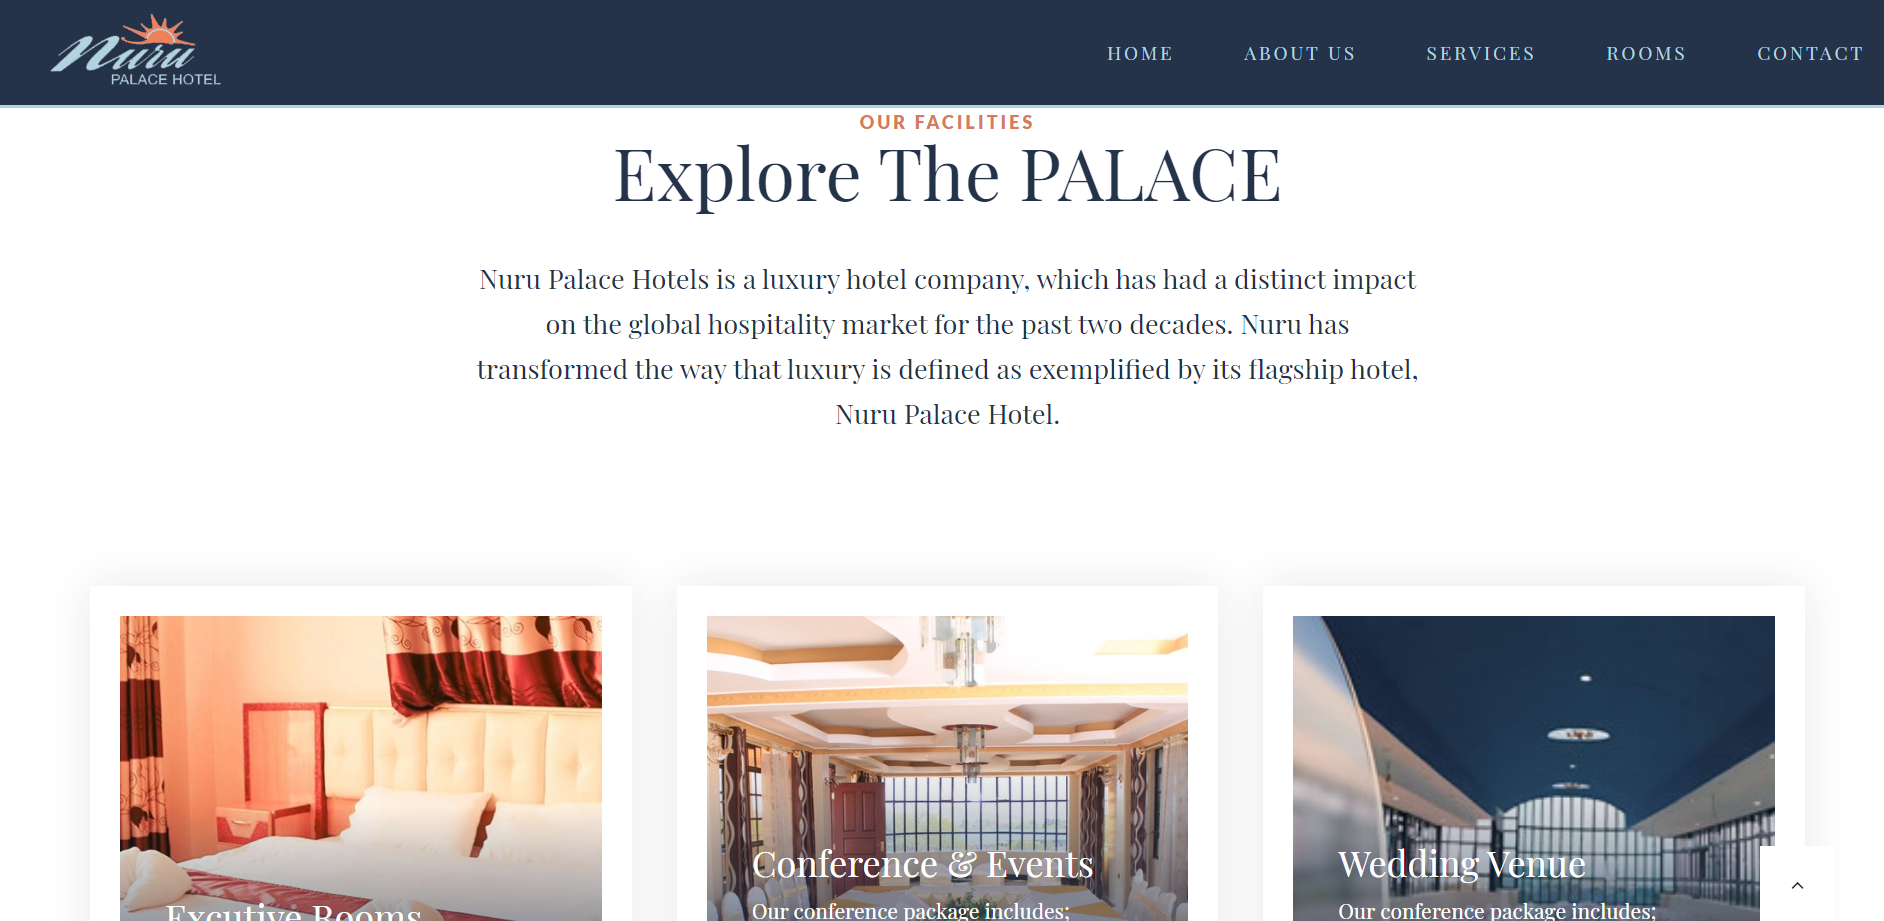 Nuru
PALACE HOTEL
HOME ABOUT US SERVICES ROOMS CONTACT
OUR FACILITIES
Explore The PALACE
Nuru Palace Hotels is a luxury hotel company, which has had a distinct impact
on the global hospitality market for the past two decades. Nuru has
transformed the way that luxury is defined as exemplified by its flagship hotel,
Nuru Palace Hotel.
Excutive Rooms
Conference & Events
Our conference package includes;
Wedding Venue
Our conference package includes;